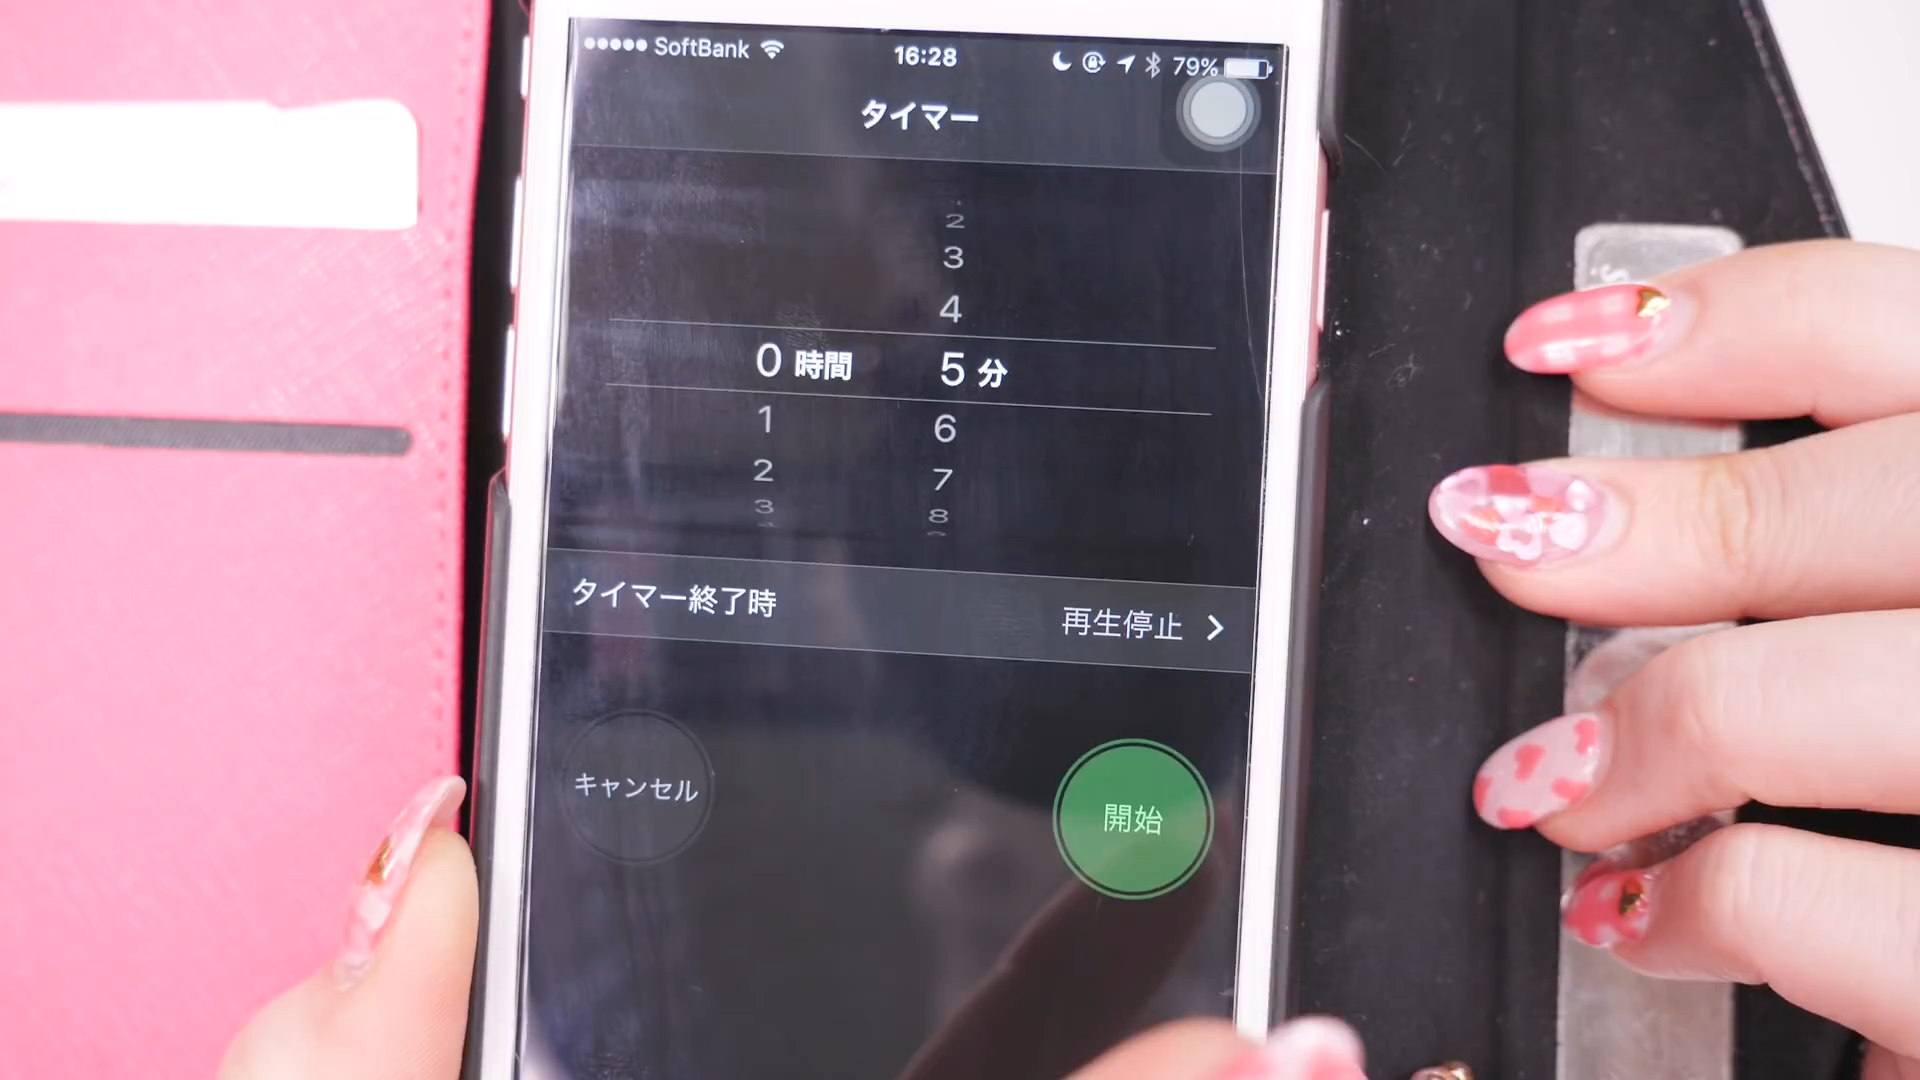 SoftBank 16:28 79%
タイマー
2
3
4
0 時間 5 分
1 6
2 7
3 8
タイマー終了時 再生停止
キャンセル 開始